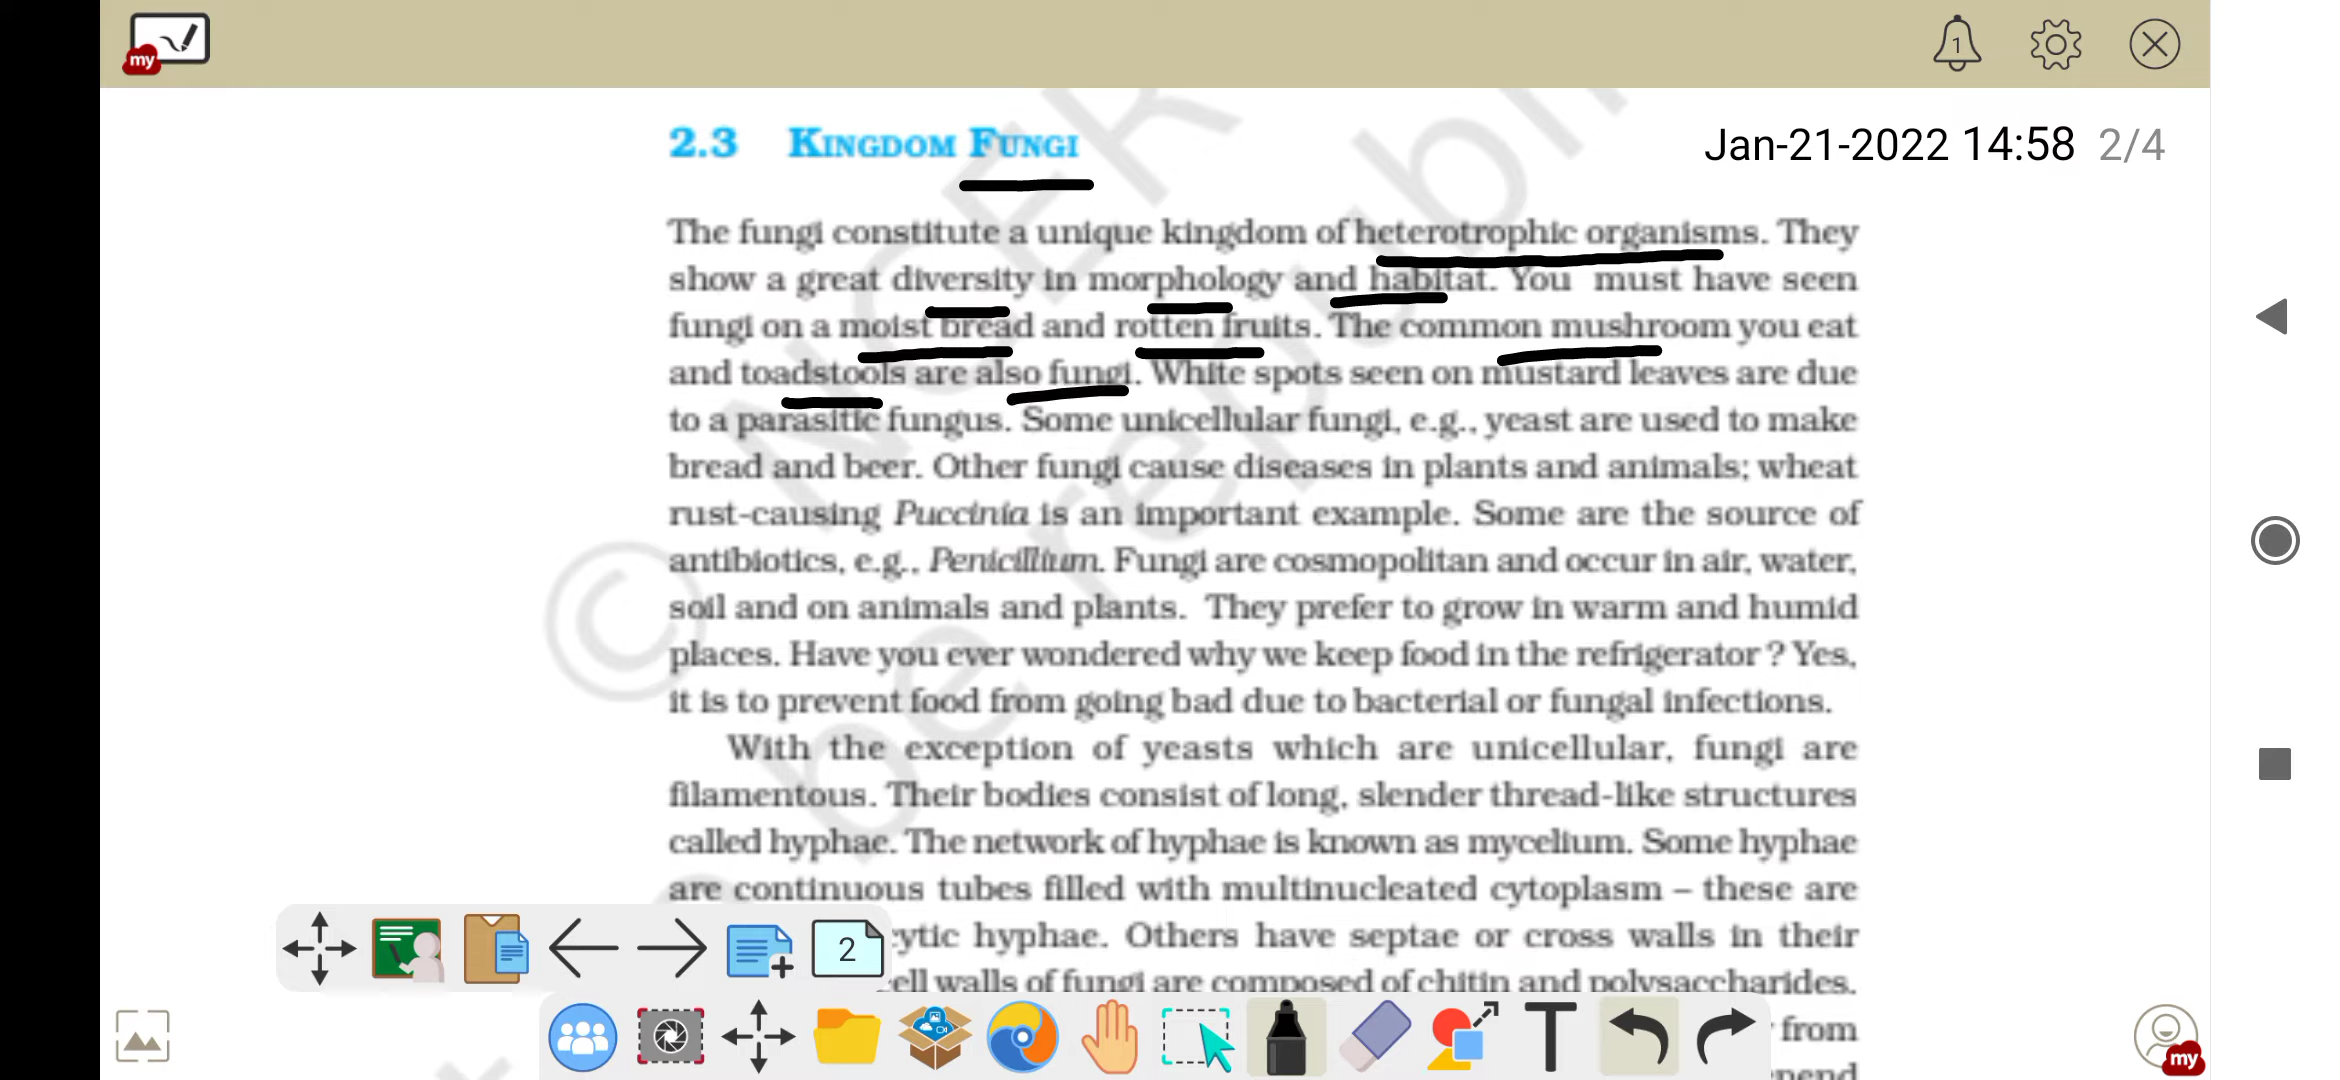 my
1
2.3 KINGDOM FUNGI
Jan-21-2022 14:58 2/4
The fungi constitute a unique kingdom of heterotrophic organisms. They
show a great diversity in morphology and habitat. You must have seen
fungi on a moist bread and rotten fruits. The common mushroom you eat
and toadstools are also fungi. White spots seen on mustard leaves are due
to a parasitic fungus. Some unicellular fungi, e.g., yeast are used to make
bread and beer. Other fungi cause diseases in plants and animals; wheat
rust-causing Puccinia is an important example. Some are the source of
antibiotics, e.g., Penicillium. Fungi are cosmopolitan and occur in air, water,
soil and on animals and plants. They prefer to grow in warm and humid
places. Have you ever wondered why we keep food in the refrigerator ? Yes,
it is to prevent food from going bad due to bacterial or fungal infections.
With the exception of yeasts which are unicellular, fungi are
filamentous. Their bodies consist of long, slender thread-like structures
called hyphae. The network of hyphae is known as mycelium. Some hyphae
are continuous tubes filled with multinucleated cytoplasm – these are
cytic hyphae. Others have septae or cross walls in their
2
cell walls of fungi are composed of chitin and polysaccharides.
from
T
my
© NCER
be republi